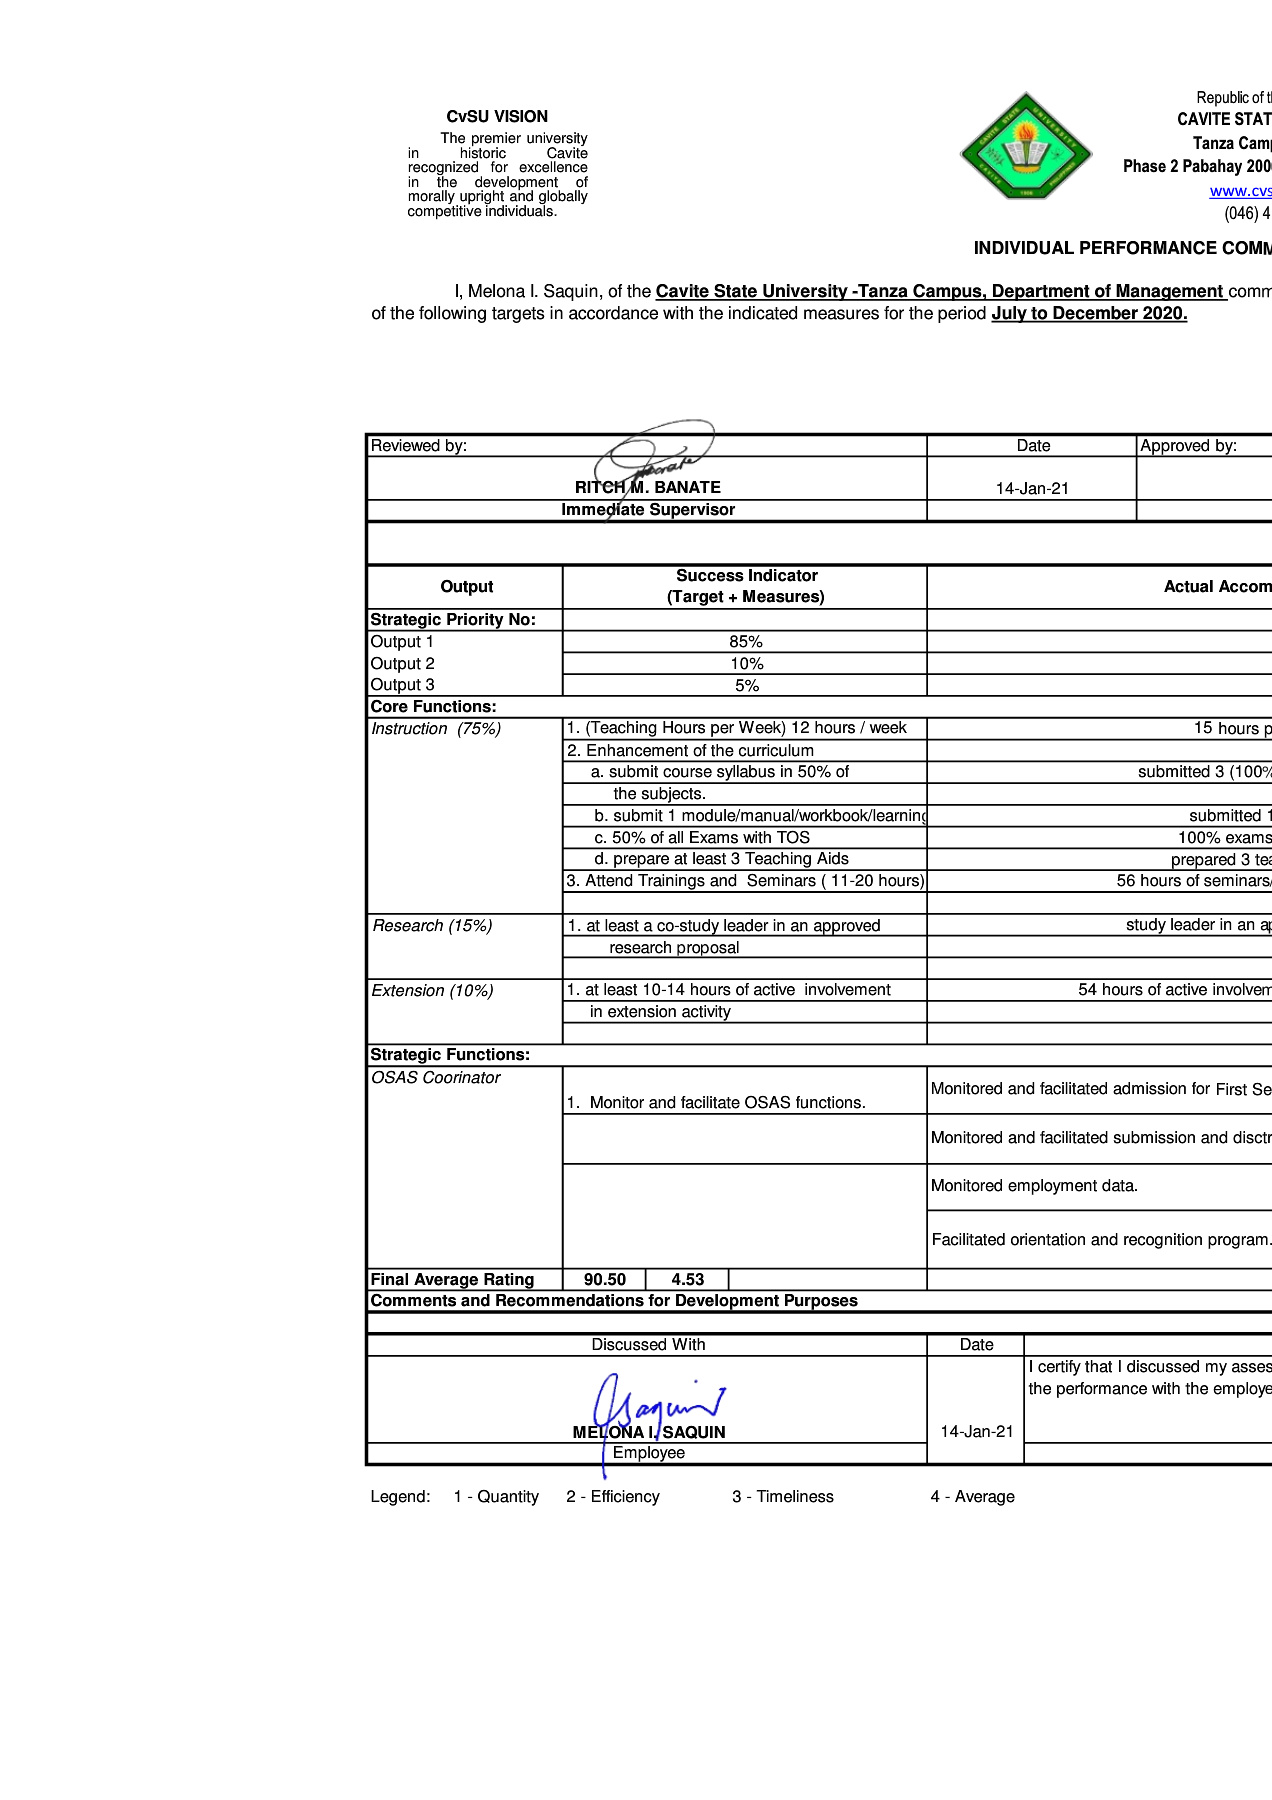 CvSU VISION
The premier university
in historic Cavite
recognized for excellence
in the development of
morally upright and globally
competitive individuals.
CAVITE STATE UNIVERSITY
CAVITE PHILIPPINES
1906
Republic of t
CAVITE STAT
Tanza Cam
Phase 2 Pabahay 200
www.cvs
(046) 4
INDIVIDUAL PERFORMANCE COMM
I, Melona I. Saquin, of the Cavite State University -Tanza Campus, Department of Management comm
of the following targets in accordance with the indicated measures for the period July to December 2020.
Reviewed by: Date Approved by:
RITCH M. BANATE 14-Jan-21
Immediate Supervisor
Output Success Indicator Actual Accom
(Target + Measures)
Strategic Priority No:
Output 1 85%
Output 2 10%
Output 3 5%
Core Functions:
Instruction (75%) 1. (Teaching Hours per Week) 12 hours / week 15 hours p
2. Enhancement of the curriculum
a. submit course syllabus in 50% of submitted 3 (100%
the subjects.
b. submit 1 module/manual/workbook/learning submitted 1
c. 50% of all Exams with TOS 100% exams
d. prepare at least 3 Teaching Aids prepared 3 tea
3. Attend Trainings and Seminars ( 11-20 hours) 56 hours of seminars/
Research (15%) 1. at least a co-study leader in an approved study leader in an ap
research proposal
Extension (10%) 1. at least 10-14 hours of active involvement 54 hours of active involvem
in extension activity
Strategic Functions:
OSAS Coorinator Monitored and facilitated admission for First Se
1. Monitor and facilitate OSAS functions.
Monitored and facilitated submission and disctr
Monitored employment data.
Facilitated orientation and recognition program.
Final Average Rating 90.50 4.53
Comments and Recommendations for Development Purposes
Discussed With Date
I certify that I discussed my asses
the performance with the employe
Saquin
MELONA I. SAQUIN 14-Jan-21
Employee
Legend: 1 - Quantity 2 - Efficiency 3 - Timeliness 4 - Average